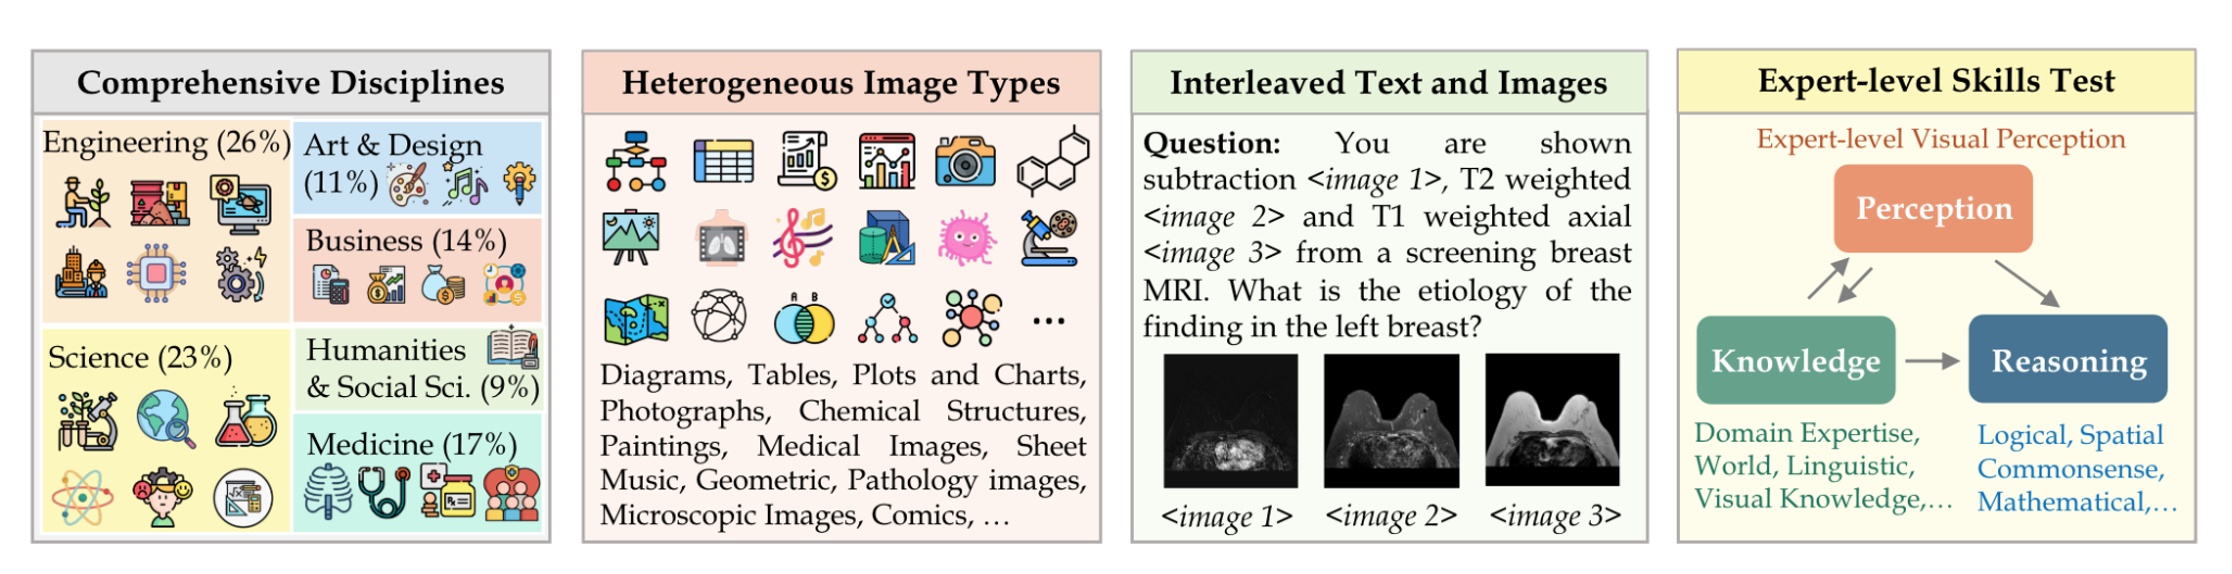 Comprehensive Disciplines
Engineering (26%)
Art & Design
(11%)
Business (14%)
Science (23%)
Humanities
& Social Sci. (9%)
Medicine (17%)
Heterogeneous Image Types
A B
Diagrams, Tables, Plots and Charts,
Photographs, Chemical Structures,
Paintings, Medical Images, Sheet
Music, Geometric, Pathology images,
Microscopic Images, Comics, …
Interleaved Text and Images
Question: You are shown
subtraction <image 1>, T2 weighted
<image 2> and T1 weighted axial
<image 3> from a screening breast
MRI. What is the etiology of the
finding in the left breast?
<image 1> <image 2> <image 3>
Expert-level Skills Test
Expert-level Visual Perception
Perception
Knowledge
Reasoning
Domain Expertise,
World, Linguistic,
Visual Knowledge,…
Logical, Spatial
Commonsense,
Mathematical,…